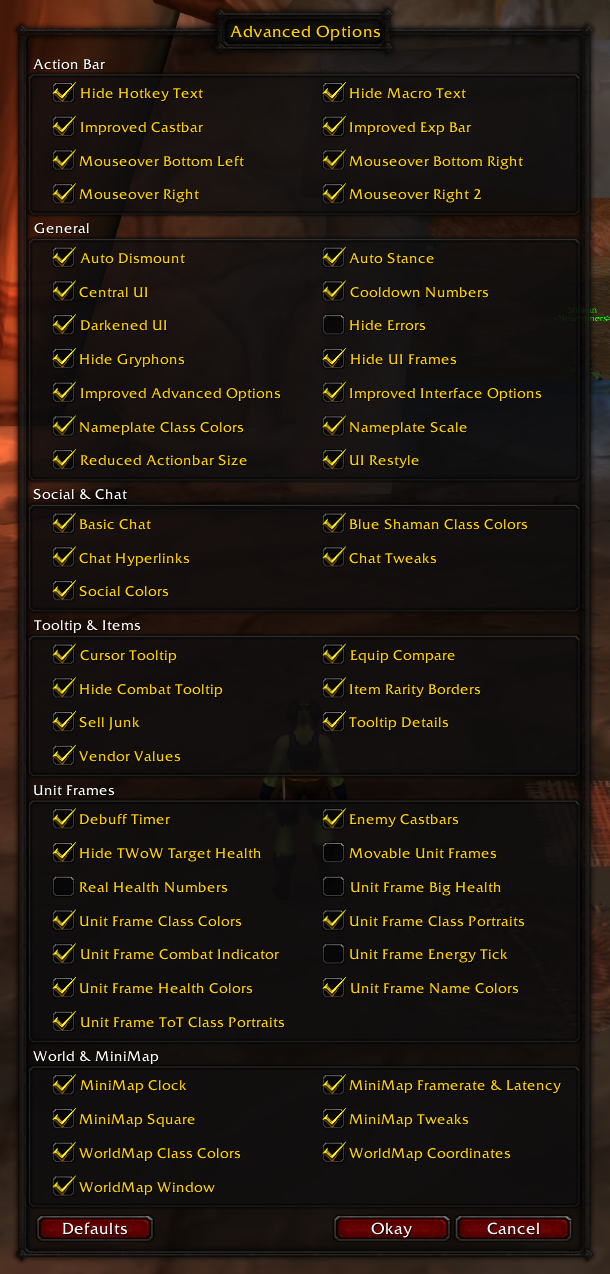 Advanced Options
Action Bar
Hide Hotkey Text
Hide Macro Text
Improved Castbar
Improved Exp Bar
Mouseover Bottom Left
Mouseover Bottom Right
Mouseover Right
Mouseover Right 2
General
Auto Dismount
Auto Stance
Central UI
Cooldown Numbers
Darkened UI
Hide Errors
Hide Gryphons
Hide UI Frames
Improved Advanced Options
Improved Interface Options
Nameplate Class Colors
Nameplate Scale
Reduced Actionbar Size
UI Restyle
Social & Chat
Basic Chat
Blue Shaman Class Colors
Chat Hyperlinks
Chat Tweaks
Social Colors
Tooltip & Items
Cursor Tooltip
Equip Compare
Hide Combat Tooltip
Item Rarity Borders
Sell Junk
Tooltip Details
Vendor Values
Unit Frames
Debuff Timer
Enemy Castbars
Hide TWoW Target Health
Movable Unit Frames
Real Health Numbers
Unit Frame Big Health
Unit Frame Class Colors
Unit Frame Class Portraits
Unit Frame Combat Indicator
Unit Frame Energy Tick
Unit Frame Health Colors
Unit Frame Name Colors
Unit Frame ToT Class Portraits
World & MiniMap
MiniMap Clock
MiniMap Framerate & Latency
MiniMap Square
MiniMap Tweaks
WorldMap Class Colors
WorldMap Coordinates
WorldMap Window
Defaults
Okay
Cancel